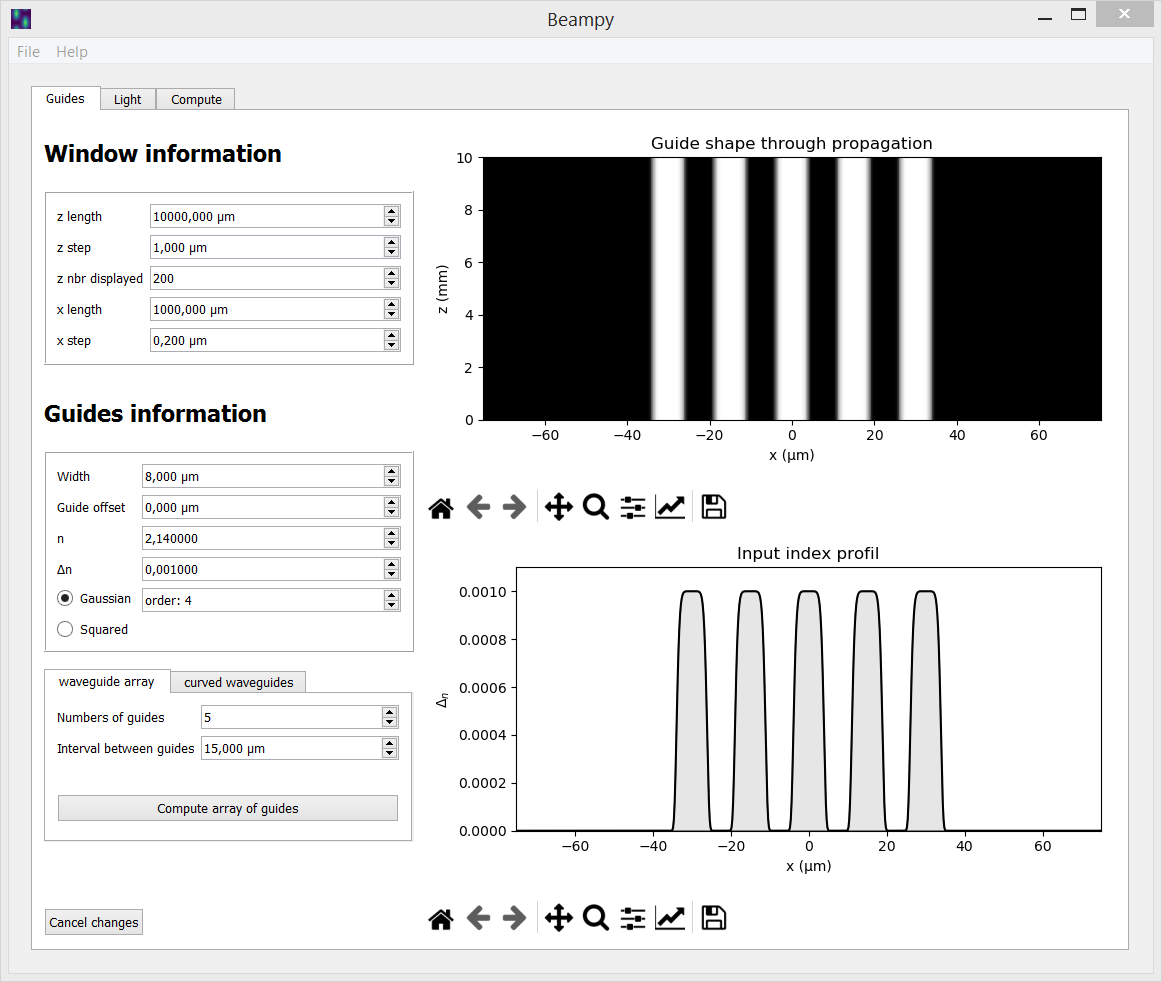 Beampy
File Help
Guides Light Compute
Window information
z length 10000,000 µm
z step 1,000 µm
z nbr displayed 200
x length 1000,000 µm
x step 0,200 µm
Guides information
Width 8,000 µm
Guide offset 0,000 µm
n 2,140000
Δn 0,001000
Gaussian order: 4
Squared
waveguide array curved waveguides
Numbers of guides 5
Interval between guides 15,000 µm
Compute array of guides
Cancel changes
Guide shape through propagation
10
8
6
4
2
0
z (mm)
−60 −40 −20 0 20 40 60
x (µm)
Input index profil
0.0010
0.0008
0.0006
0.0004
0.0002
0.0000
Δn
−60 −40 −20 0 20 40 60
x (µm)